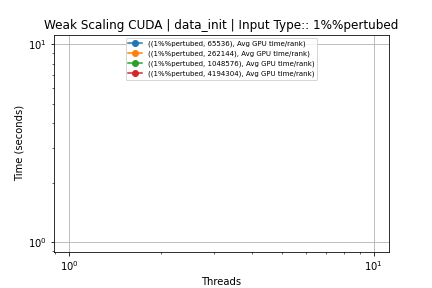 Weak Scaling CUDA | data_init | Input Type:: 1%%pertubed
10¹
((1%%pertubed, 65536), Avg GPU time/rank)
((1%%pertubed, 262144), Avg GPU time/rank)
((1%%pertubed, 1048576), Avg GPU time/rank)
((1%%pertubed, 4194304), Avg GPU time/rank)
Time (seconds)
10⁰
10⁰ 10¹
Threads